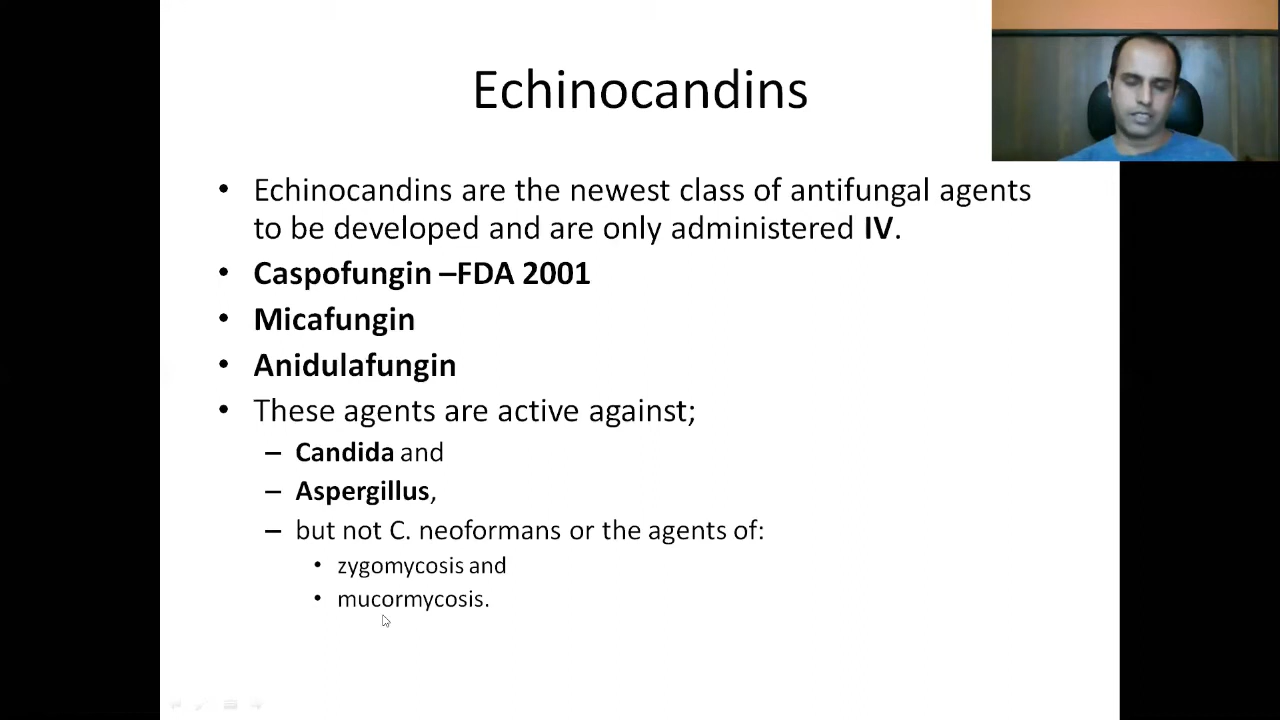 Echinocandins
• Echinocandins are the newest class of antifungal agents
to be developed and are only administered IV.
• Caspofungin –FDA 2001
• Micafungin
• Anidulafungin
• These agents are active against;
– Candida and
– Aspergillus,
– but not C. neoformans or the agents of:
• zygomycosis and
• mucormycosis.